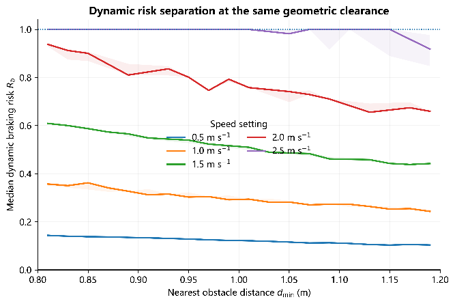 Dynamic risk separation at the same geometric clearance
Median dynamic braking risk R_b
1.0
0.8
0.6
0.4
0.2
0.0
Speed setting
0.5 m s⁻¹
1.0 m s⁻¹
1.5 m s⁻¹
2.0 m s⁻¹
2.5 m s⁻¹
0.80 0.85 0.90 0.95 1.00 1.05 1.10 1.15 1.20
Nearest obstacle distance d_min (m)